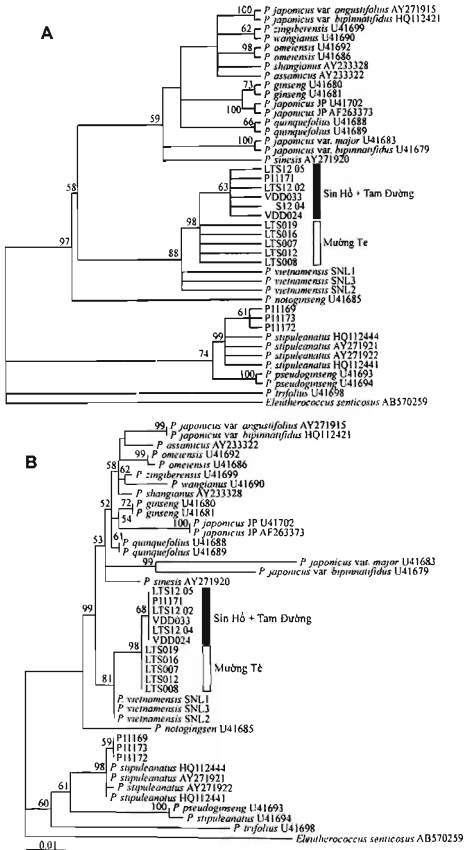 A
100 P japonicus var angustifolius AY271915
P japonicus var bipinnatifidus HQ112421
62 P zingiberensis U41699
P wangianus U41690
98 P omeiensis U41692
P omeiensis U41686
P shangianus AY233328
P assamicus AY233322
73 P ginseng U41680
P ginseng U41681
P japonicus JP U41702
100 P japonicus JP AF263373
66 P quinquefolius U41688
P quinquefolius U41689
59
100 P japonicus var. major U41683
P japonicus var. bipinnatifidus U41679
P sinesis AY271920
LTS12 05
P11171
58
63 LTS12 02
VDD033
S12 04
VDD024
Sin Hồ + Tam Đường
98 LTS019
LTS016
LTS007
LTS012
LTS008
Mường Te
97
88
P vietnamensis SNL1
P vietnamensis SNL3
P vietnamensis SNL2
P notoginseng U41685
P11169
61 P11173
P11172
99 P stipuleanatus HQ112444
P stipuleanatus AY271921
74 P stipuleanatus AY271922
P stipuleanatus HQ112441
100 P pseudoginseng U41693
P pseudoginseng U41694
P trifolius U41698
Eleutherococcus senticosus AB570259
B
99 P japonicus var angustifolius AY271915
P japonicus var bipinnatifidus HQ112421
P assamicus AY233322
99 P omeiensis U41692
P omeiensis U41686
58
P zingiberensis U41699
62 P wangianus U41690
P shangianus AY233328
52
72 P ginseng U41680
P ginseng U41681
54
100 P japonicus JP U41702
P japonicus JP AF263373
61 P quinquefolius U41688
P quinquefolius U41689
53
99 P japonicus var. major U41683
P japonicus var. bipinnatifidus U41679
P sinesis AY271920
LTS12 05
P11171
68 LTS12 02
VDD033
LTS12 04
VDD024
Sin Hồ + Tam Đường
99
98 LTS019
LTS016
LTS007
LTS012
LTS008
Mường Tè
81
P. vietnamensis SNL1
P vietnamensis SNL3
P vietnamensis SNL2
P notogingsen U41685
P11169
59 P11173
P11172
98 P stipuleanatus HQ112444
P stipuleanatus AY271921
P stipuleanatus AY271922
61 P stipuleanatus HQ112441
100 P pseudoginseng U41693
P stipuleanatus U41694
60
P trifolius U41698
Eleutherococcus senticosus AB570259
0.01